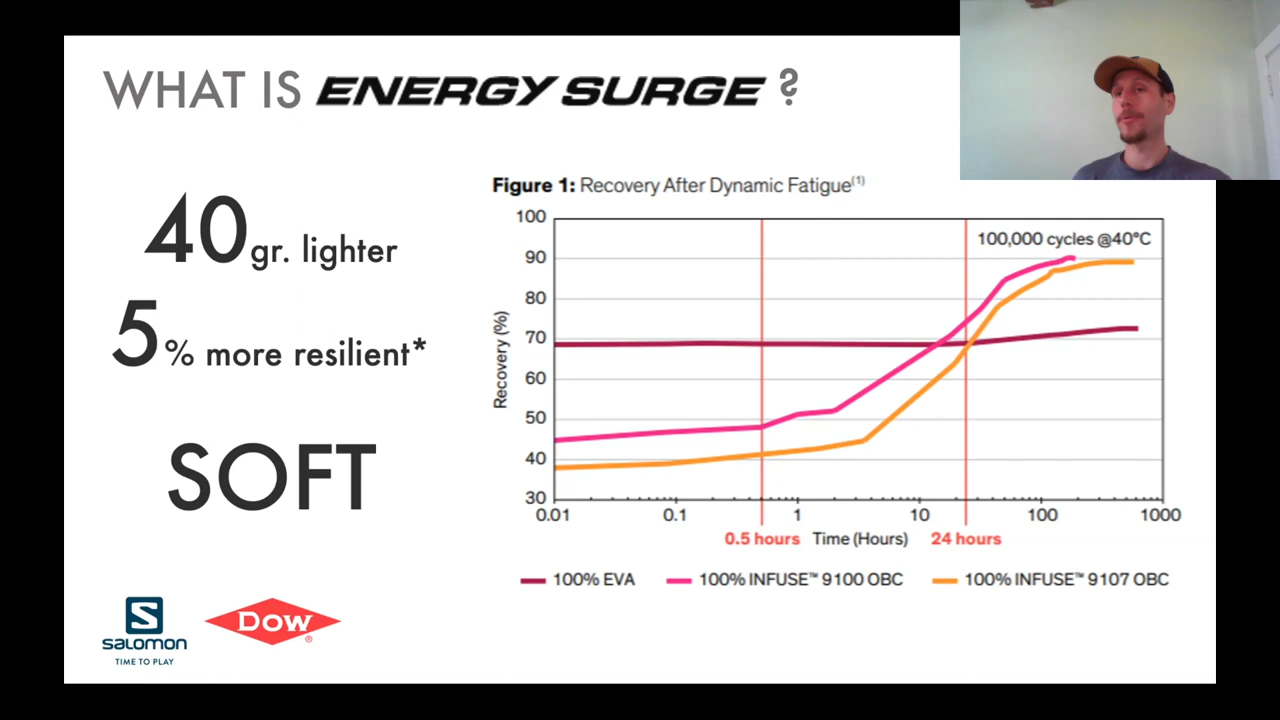 WHAT IS ENERGY SURGE ?
40 gr. lighter
5 % more resilient*
SOFT
SALOMON
TIME TO PLAY
DOW ®
Figure 1: Recovery After Dynamic Fatigue(1)
100,000 cycles @40°C
Recovery (%)
100
90
80
70
60
50
40
30
0.01 0.1 1 10 100 1000
0.5 hours Time (Hours) 24 hours
100% EVA 100% INFUSE™ 9100 OBC 100% INFUSE™ 9107 OBC